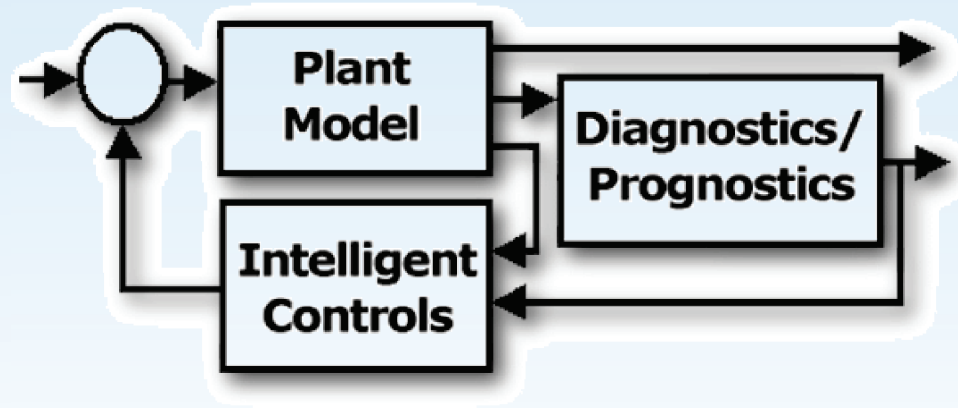 Plant
Model
Diagnostics/
Prognostics
Intelligent
Controls